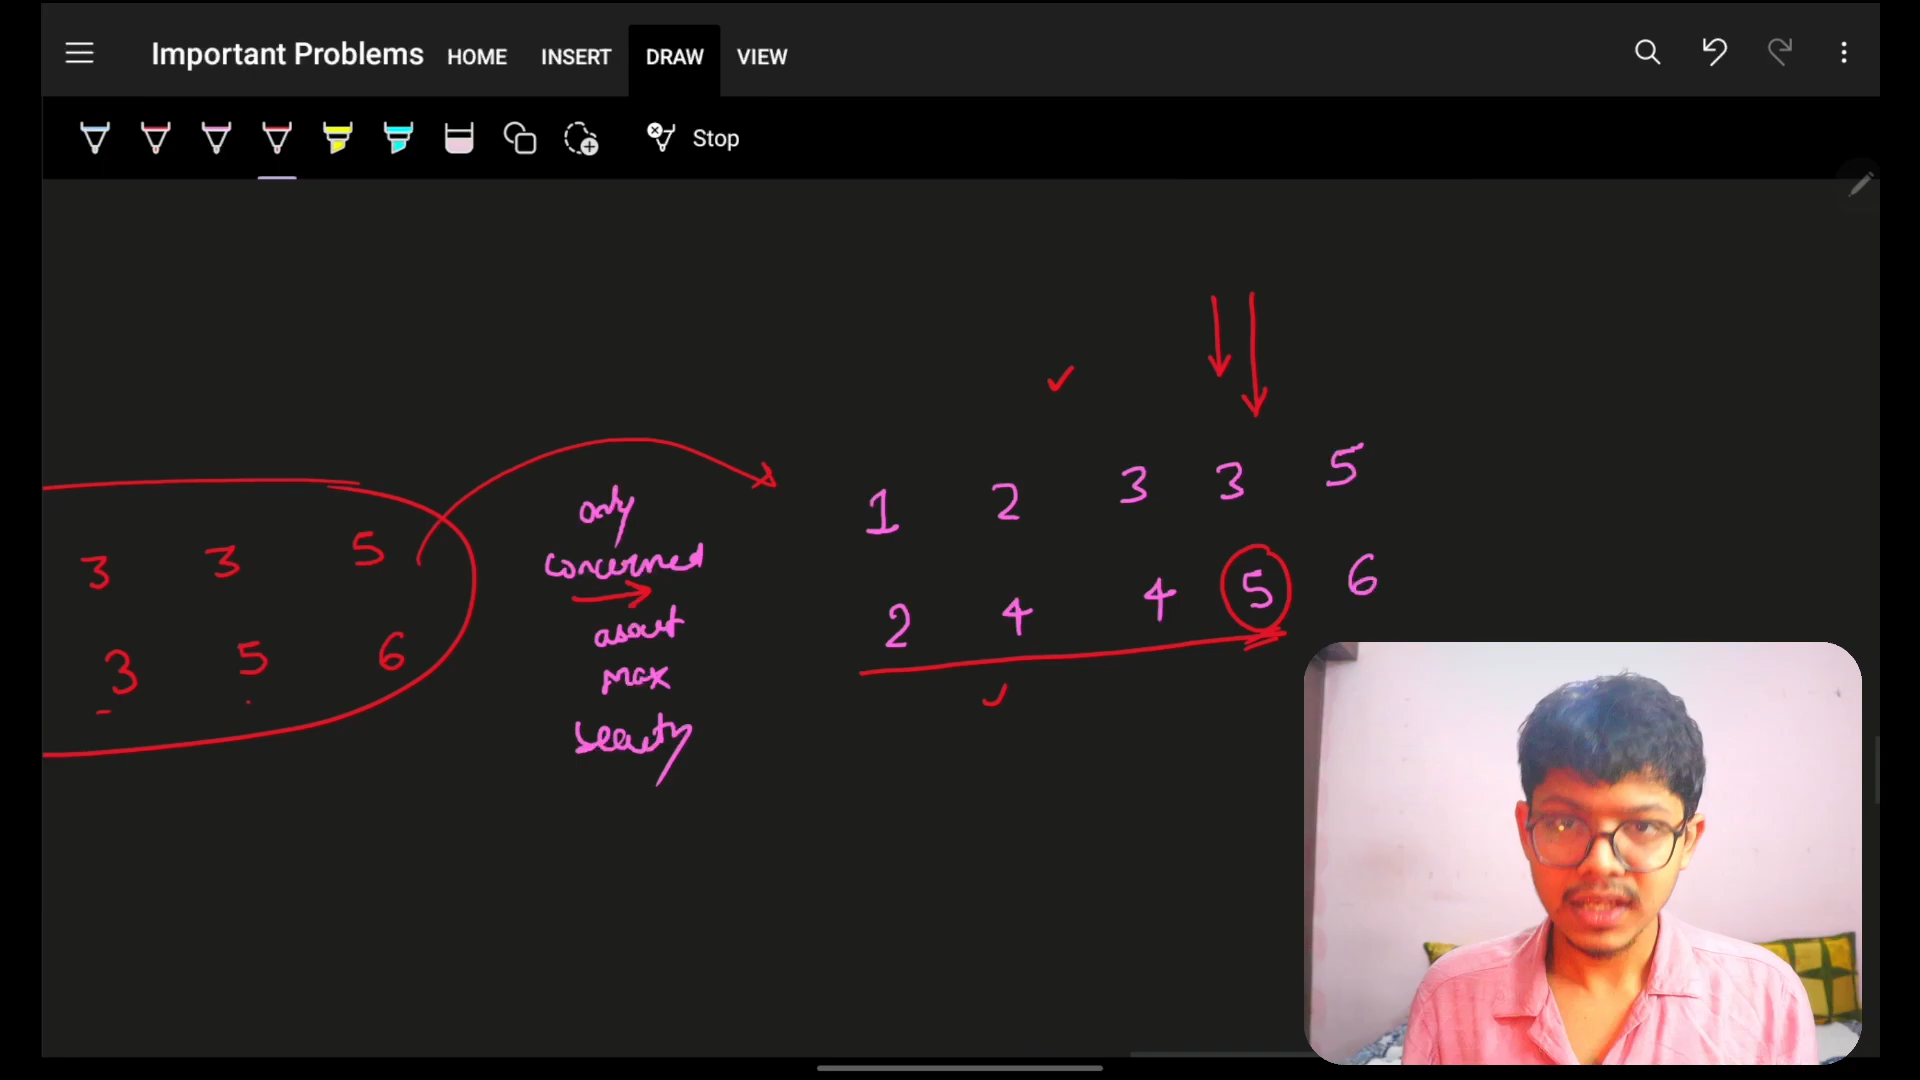 Important Problems HOME INSERT DRAW VIEW
Stop
3 3 5
3 5 6
only
concerned
about
max
beauty
1 2 3 3 5
2 4 4 5 6